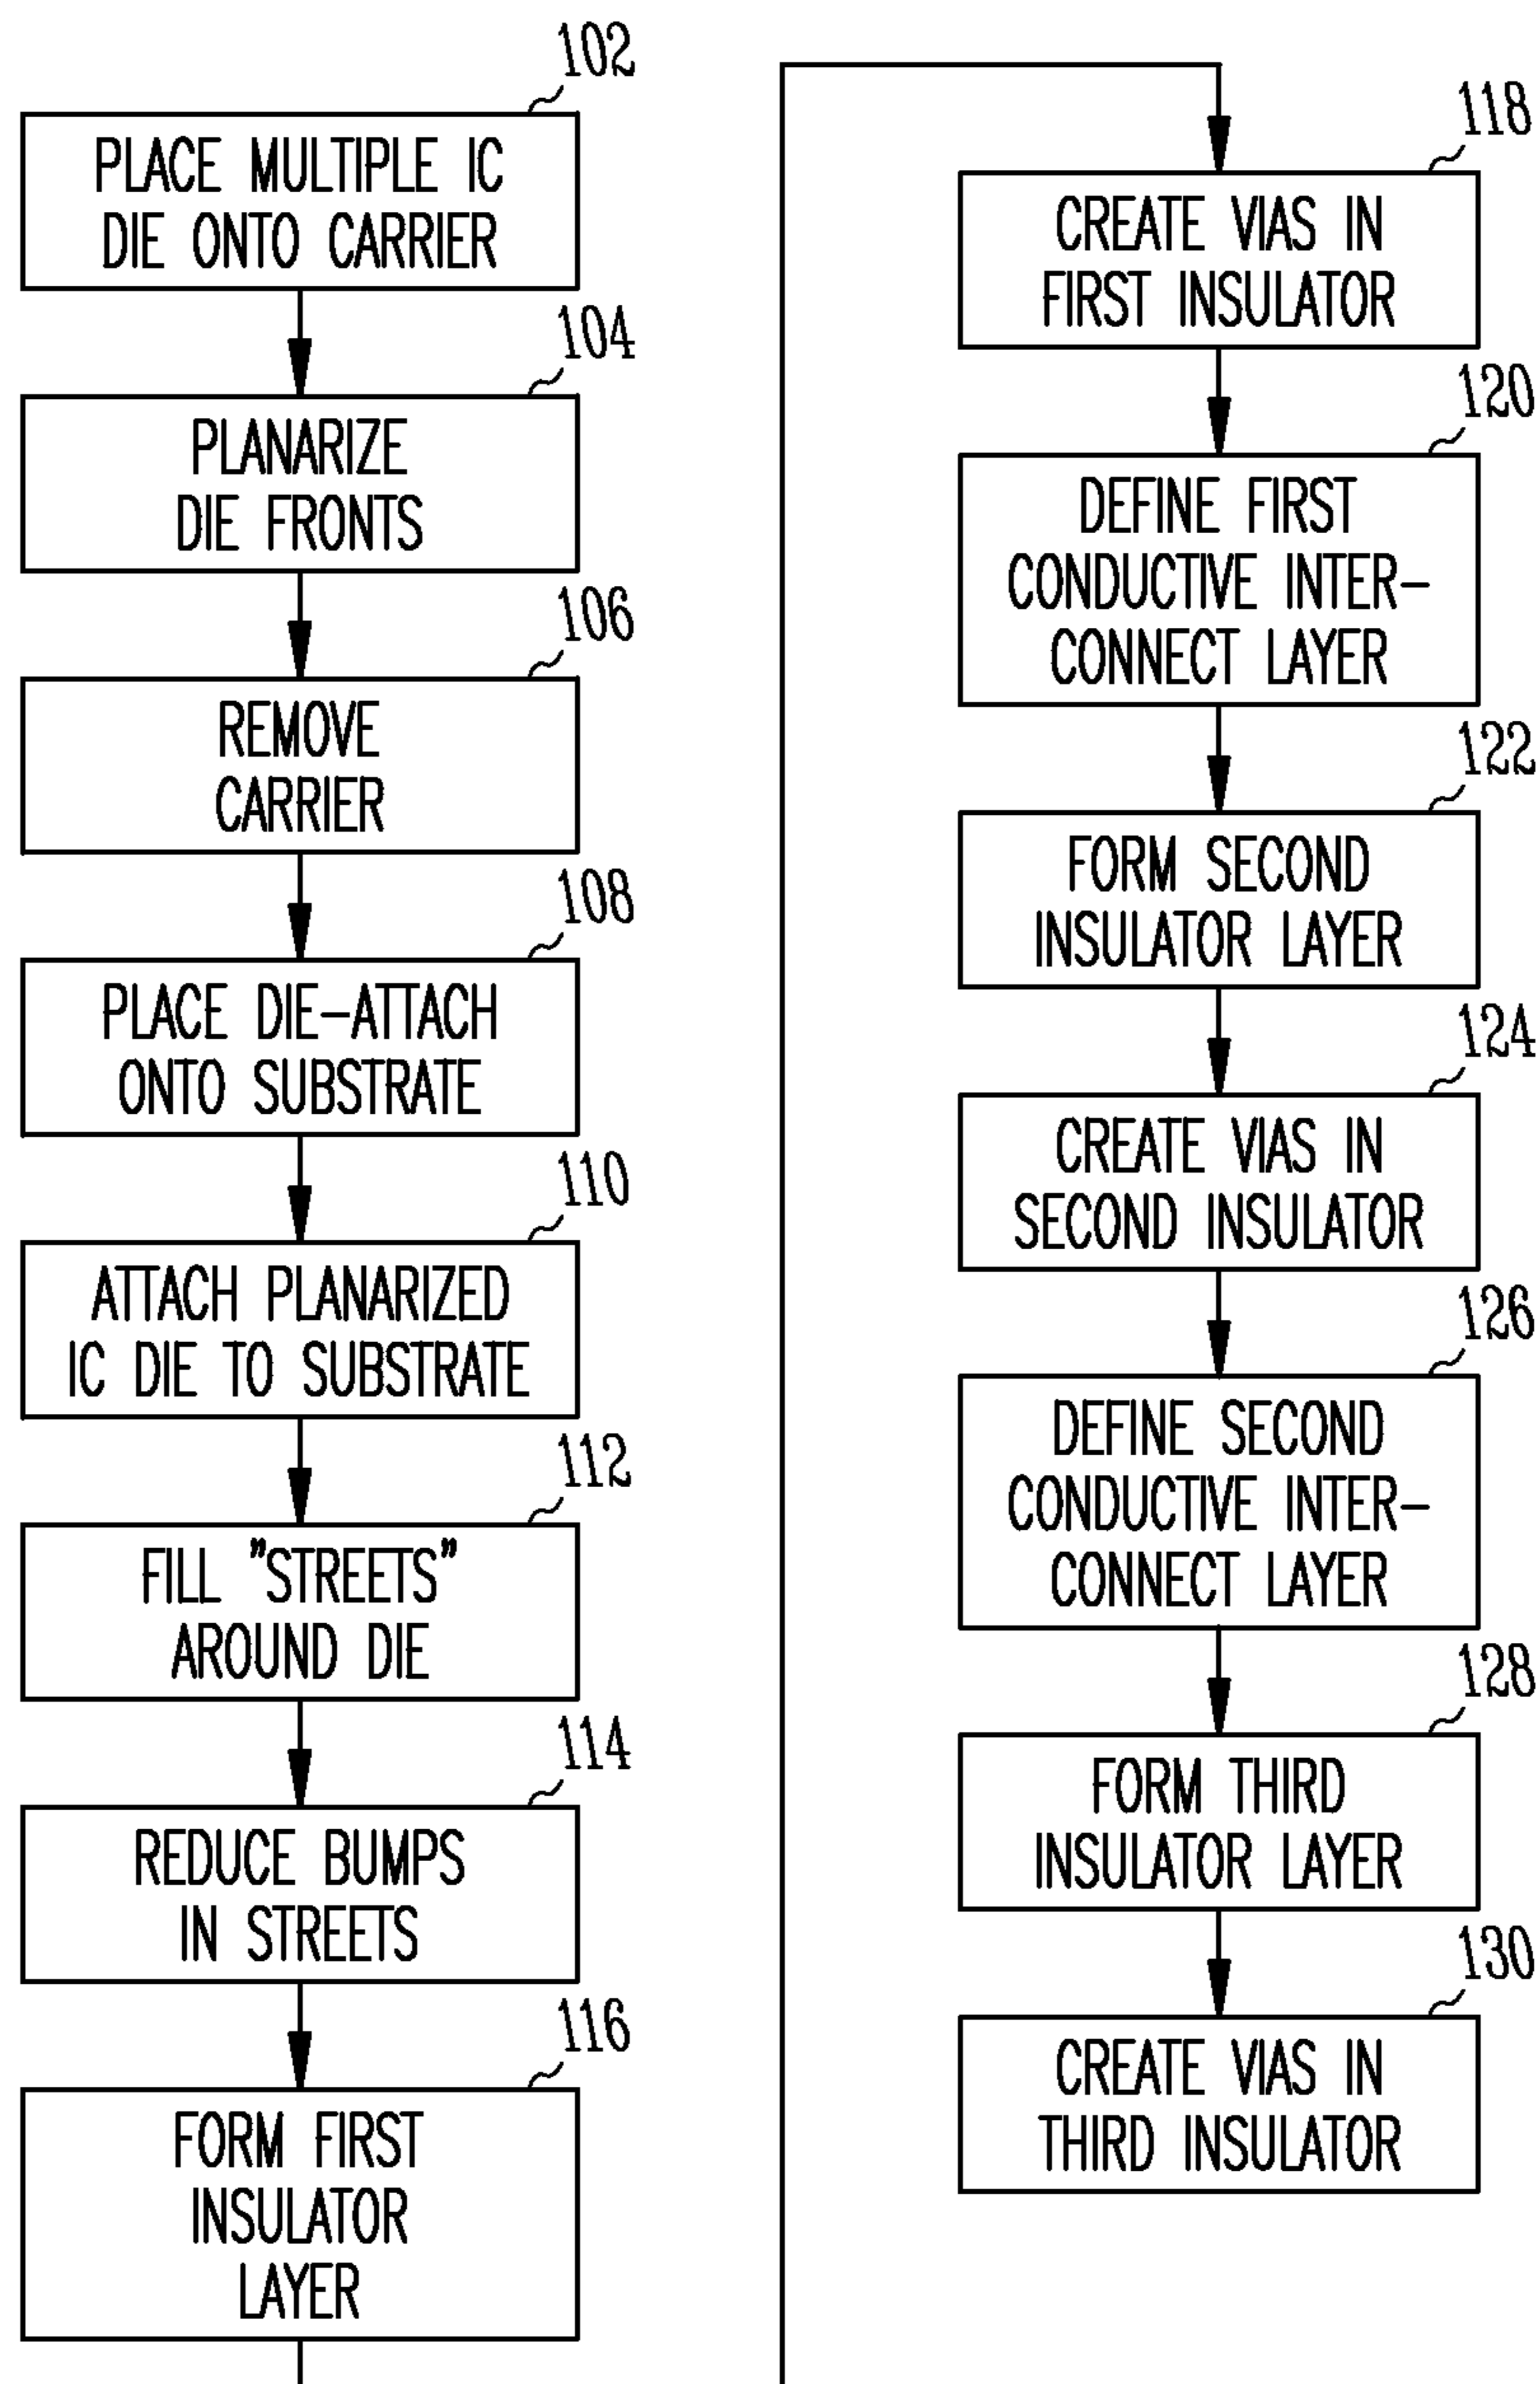 102
PLACE MULTIPLE IC
DIE ONTO CARRIER
104
PLANARIZE
DIE FRONTS
106
REMOVE
CARRIER
108
PLACE DIE-ATTACH
ONTO SUBSTRATE
110
ATTACH PLANARIZED
IC DIE TO SUBSTRATE
112
FILL "STREETS"
AROUND DIE
114
REDUCE BUMPS
IN STREETS
116
FORM FIRST
INSULATOR
LAYER
118
CREATE VIAS IN
FIRST INSULATOR
120
DEFINE FIRST
CONDUCTIVE INTER-
CONNECT LAYER
122
FORM SECOND
INSULATOR LAYER
124
CREATE VIAS IN
SECOND INSULATOR
126
DEFINE SECOND
CONDUCTIVE INTER-
CONNECT LAYER
128
FORM THIRD
INSULATOR LAYER
130
CREATE VIAS IN
THIRD INSULATOR